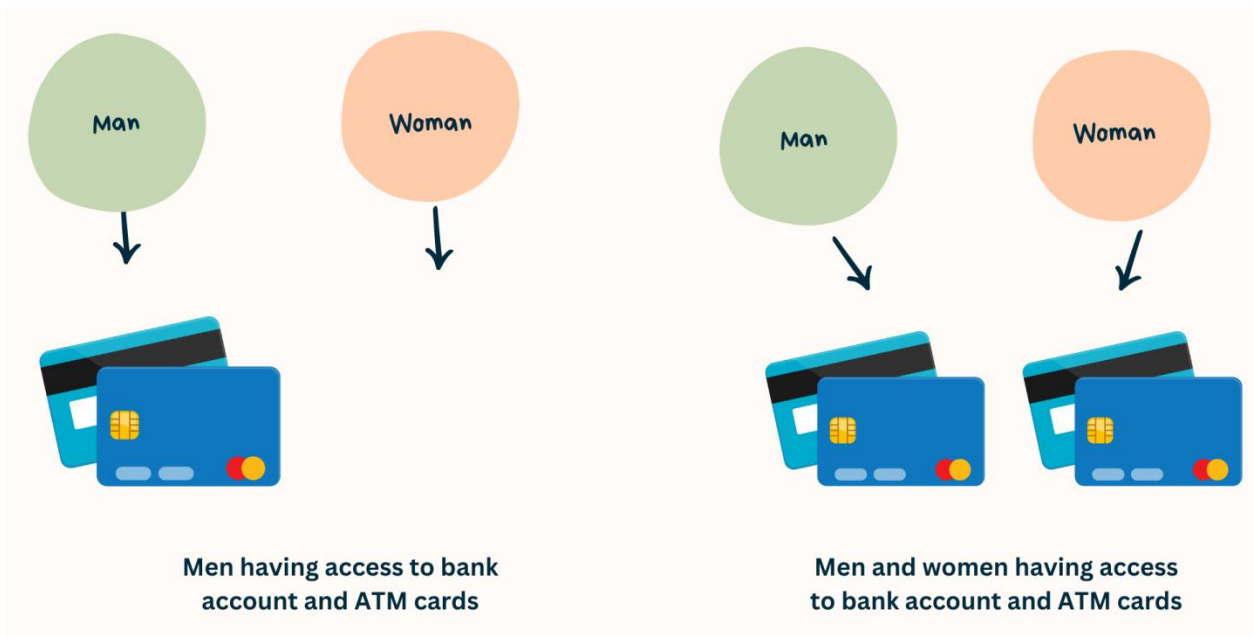 Man
Woman
Man
Woman
Men having access to bank
account and ATM cards
Men and women having access
to bank account and ATM cards